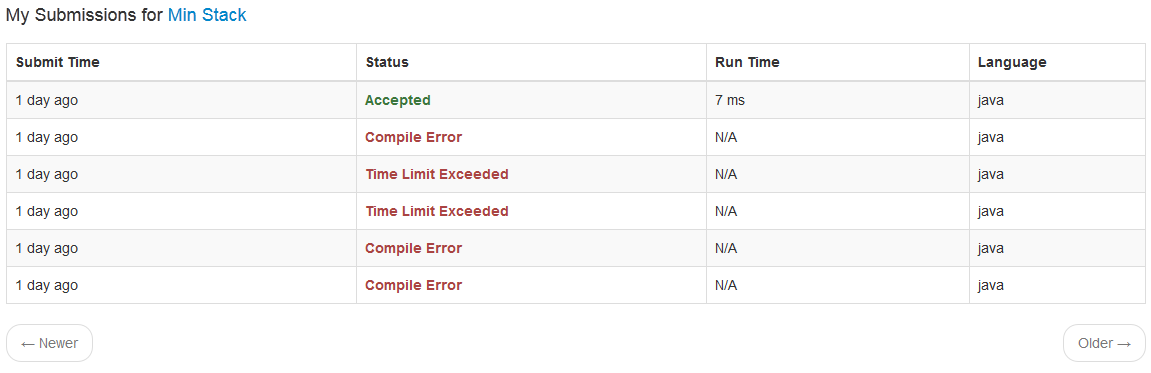 My Submissions for Min Stack
Submit Time Status Run Time Language
1 day ago Accepted 7 ms java
1 day ago Compile Error N/A java
1 day ago Time Limit Exceeded N/A java
1 day ago Time Limit Exceeded N/A java
1 day ago Compile Error N/A java
1 day ago Compile Error N/A java
← Newer Older →